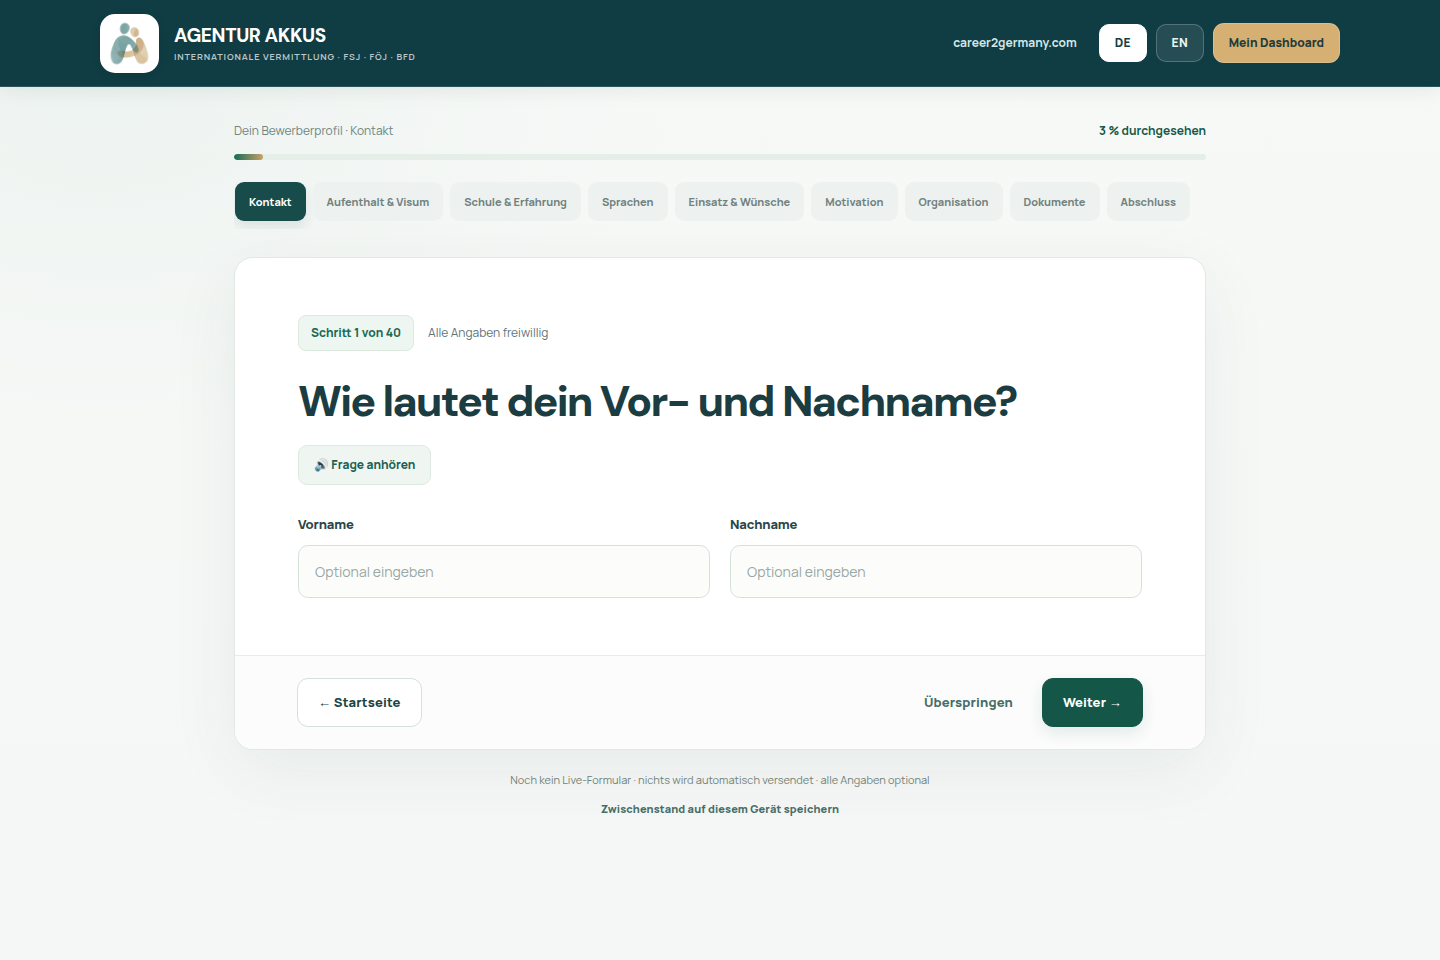 AGENTUR AKKUS
INTERNATIONALE VERMITTLUNG · FSJ · FÖJ · BFD
career2germany.com
DE
EN
Mein Dashboard
Dein Bewerberprofil · Kontakt
3 % durchgesehen
Kontakt
Aufenthalt & Visum
Schule & Erfahrung
Sprachen
Einsatz & Wünsche
Motivation
Organisation
Dokumente
Abschluss
Schritt 1 von 40
Alle Angaben freiwillig
Wie lautet dein Vor- und Nachname?
🔊 Frage anhören
Vorname
Nachname
Optional eingeben
Optional eingeben
← Startseite
Überspringen
Weiter →
Noch kein Live-Formular · nichts wird automatisch versendet · alle Angaben optional
Zwischenstand auf diesem Gerät speichern